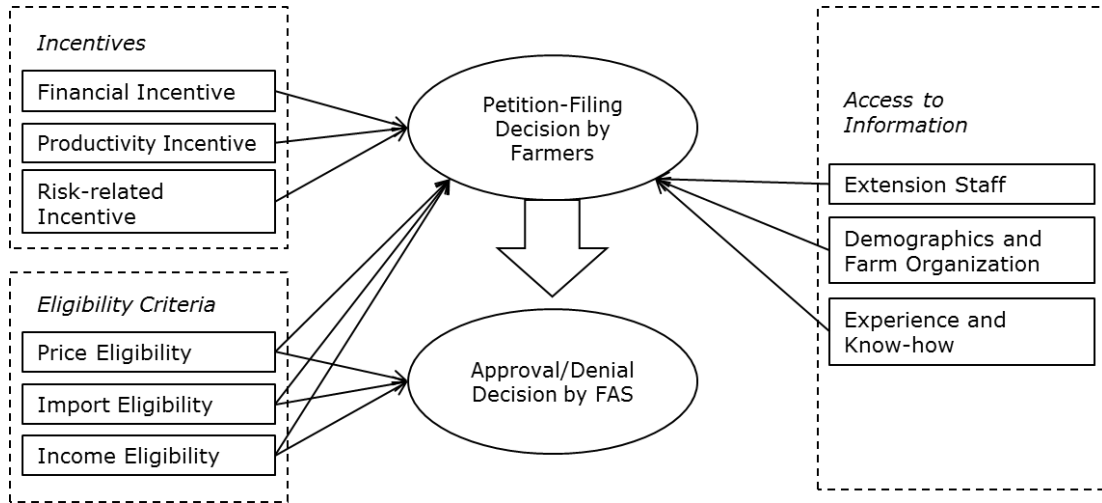 Incentives
Financial Incentive
Productivity Incentive
Risk-related
Incentive
Eligibility Criteria
Price Eligibility
Import Eligibility
Income Eligibility
Petition-Filing
Decision by
Farmers
Approval/Denial
Decision by FAS
Access to
Information
Extension Staff
Demographics and
Farm Organization
Experience and
Know-how